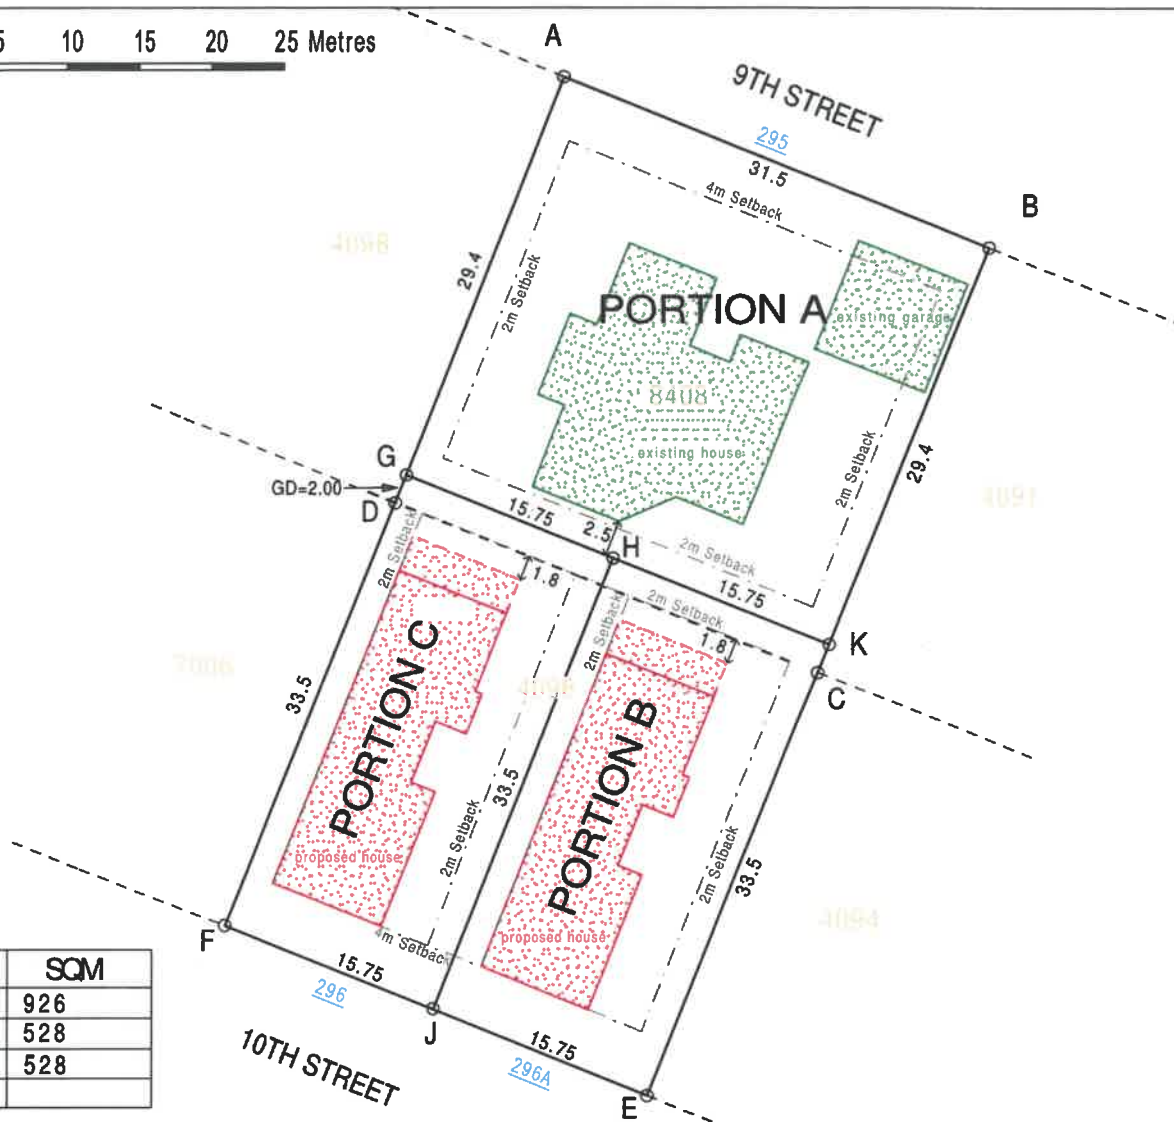 5 10 15 20 25 Metres
A
9TH STREET
295
31.5
B
4m Setback
4098
29.4
2m Setback
PORTION A
existing garage
8408
existing house
2m Setback
29.4
4091
G
GD=2.00
D
15.75
2.5
H
2m Setback
15.75
K
C
2m Setback
1.8
2m Setback
2m Setback
1.8
7006
4096
33.5
PORTION C
PORTION B
33.5
2m Setback
2m Setback
33.5
proposed house
proposed house
4094
F
4m Setback
15.75
296
J
15.75
296A
E
10TH STREET
SQM
926
528
528